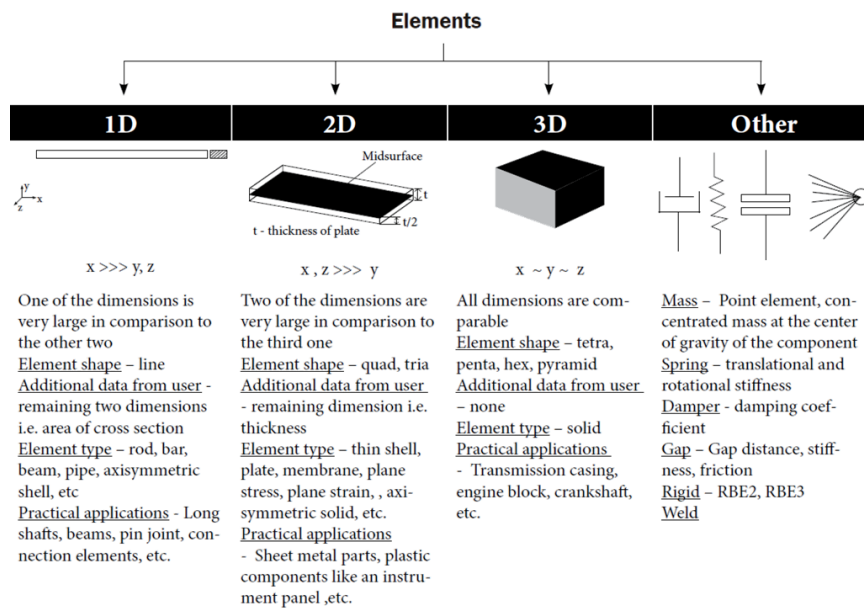 Elements
1D
2D
3D
Other
y
x
z
x >>> y, z
One of the dimensions is
very large in comparison to
the other two
Element shape – line
Additional data from user -
remaining two dimensions
i.e. area of cross section
Element type – rod, bar,
beam, pipe, axisymmetric
shell, etc
Practical applications - Long
shafts, beams, pin joint, con-
nection elements, etc.
Midsurface
t
t/2
t - thickness of plate
x , z >>> y
Two of the dimensions are
very large in comparison to
the third one
Element shape – quad, tria
Additional data from user
- remaining dimension i.e.
thickness
Element type – thin shell,
plate, membrane, plane
stress, plane strain, , axi-
symmetric solid, etc.
Practical applications
- Sheet metal parts, plastic
components like an instru-
ment panel ,etc.
x ~ y ~ z
All dimensions are com-
parable
Element shape – tetra,
penta, hex, pyramid
Additional data from user
– none
Element type – solid
Practical applications
- Transmission casing,
engine block, crankshaft,
etc.
Mass – Point element, con-
centrated mass at the center
of gravity of the component
Spring – translational and
rotational stiffness
Damper - damping coef-
ficient
Gap – Gap distance, stiff-
ness, friction
Rigid – RBE2, RBE3
Weld